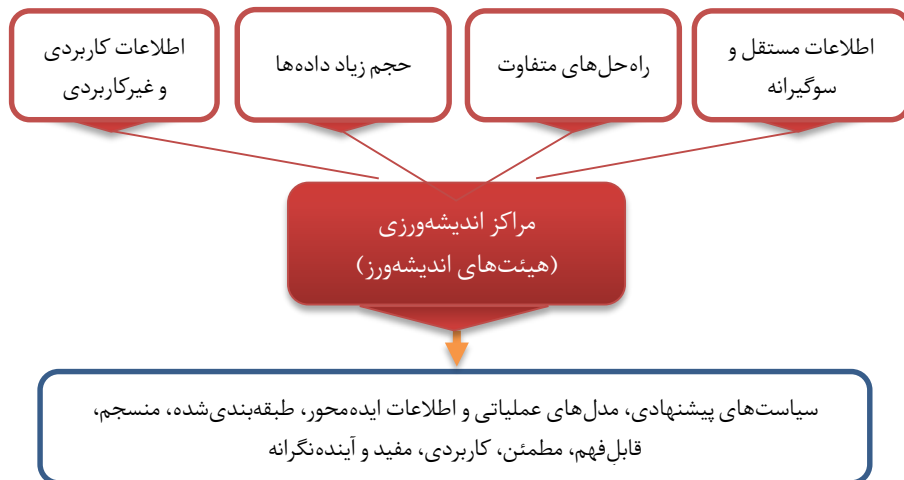 اطلاعات مستقل و
سوگیرانه
راه‌حل‌های متفاوت
حجم زیاد داده‌ها
اطلاعات کاربردی
و غیرکاربردی
مراکز اندیشه‌ورزی
(هیئت‌های اندیشه‌ورز)
سیاست‌های پیشنهادی، مدل‌های عملیاتی و اطلاعات ایده‌محور، طبقه‌بندی‌شده، منسجم،
قابلِ‌فهم، مطمئن، کاربردی، مفید و آینده‌نگرانه